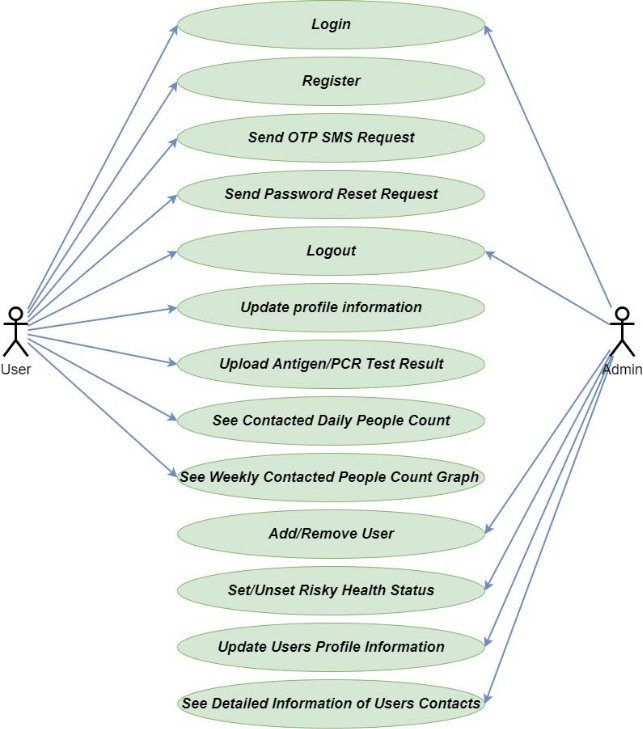 Login
Register
Send OTP SMS Request
Send Password Reset Request
Logout
Update profile information
User
Admin
Upload Antigen/PCR Test Result
See Contacted Daily People Count
See Weekly Contacted People Count Graph
Add/Remove User
Set/Unset Risky Health Status
Update Users Profile Information
See Detailed Information of Users Contacts